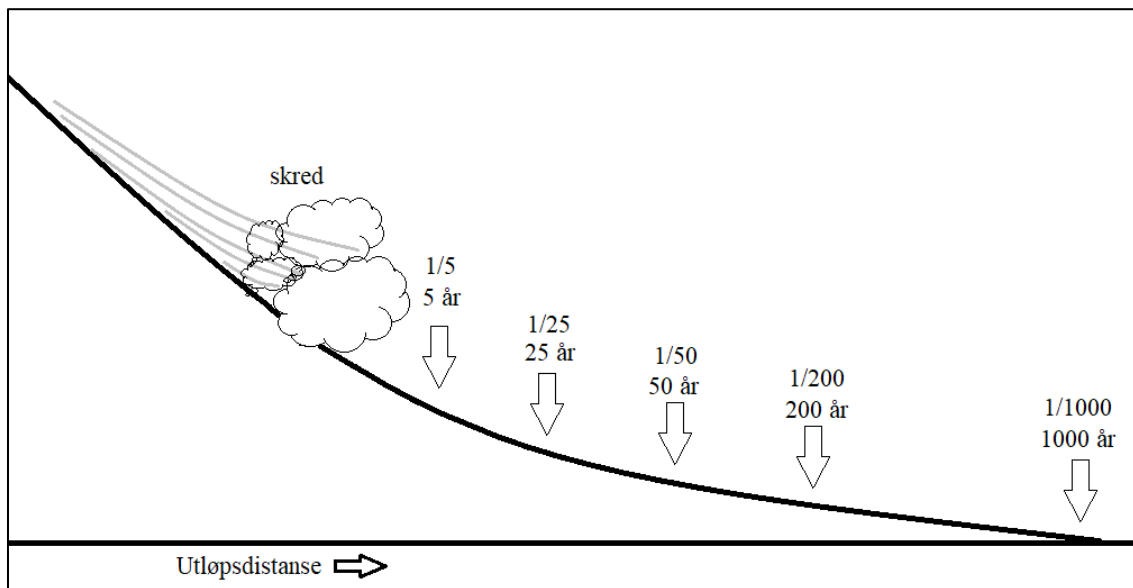 skred
1/5
5 år
1/25
25 år
1/50
50 år
1/200
200 år
1/1000
1000 år
Utløpsdistanse